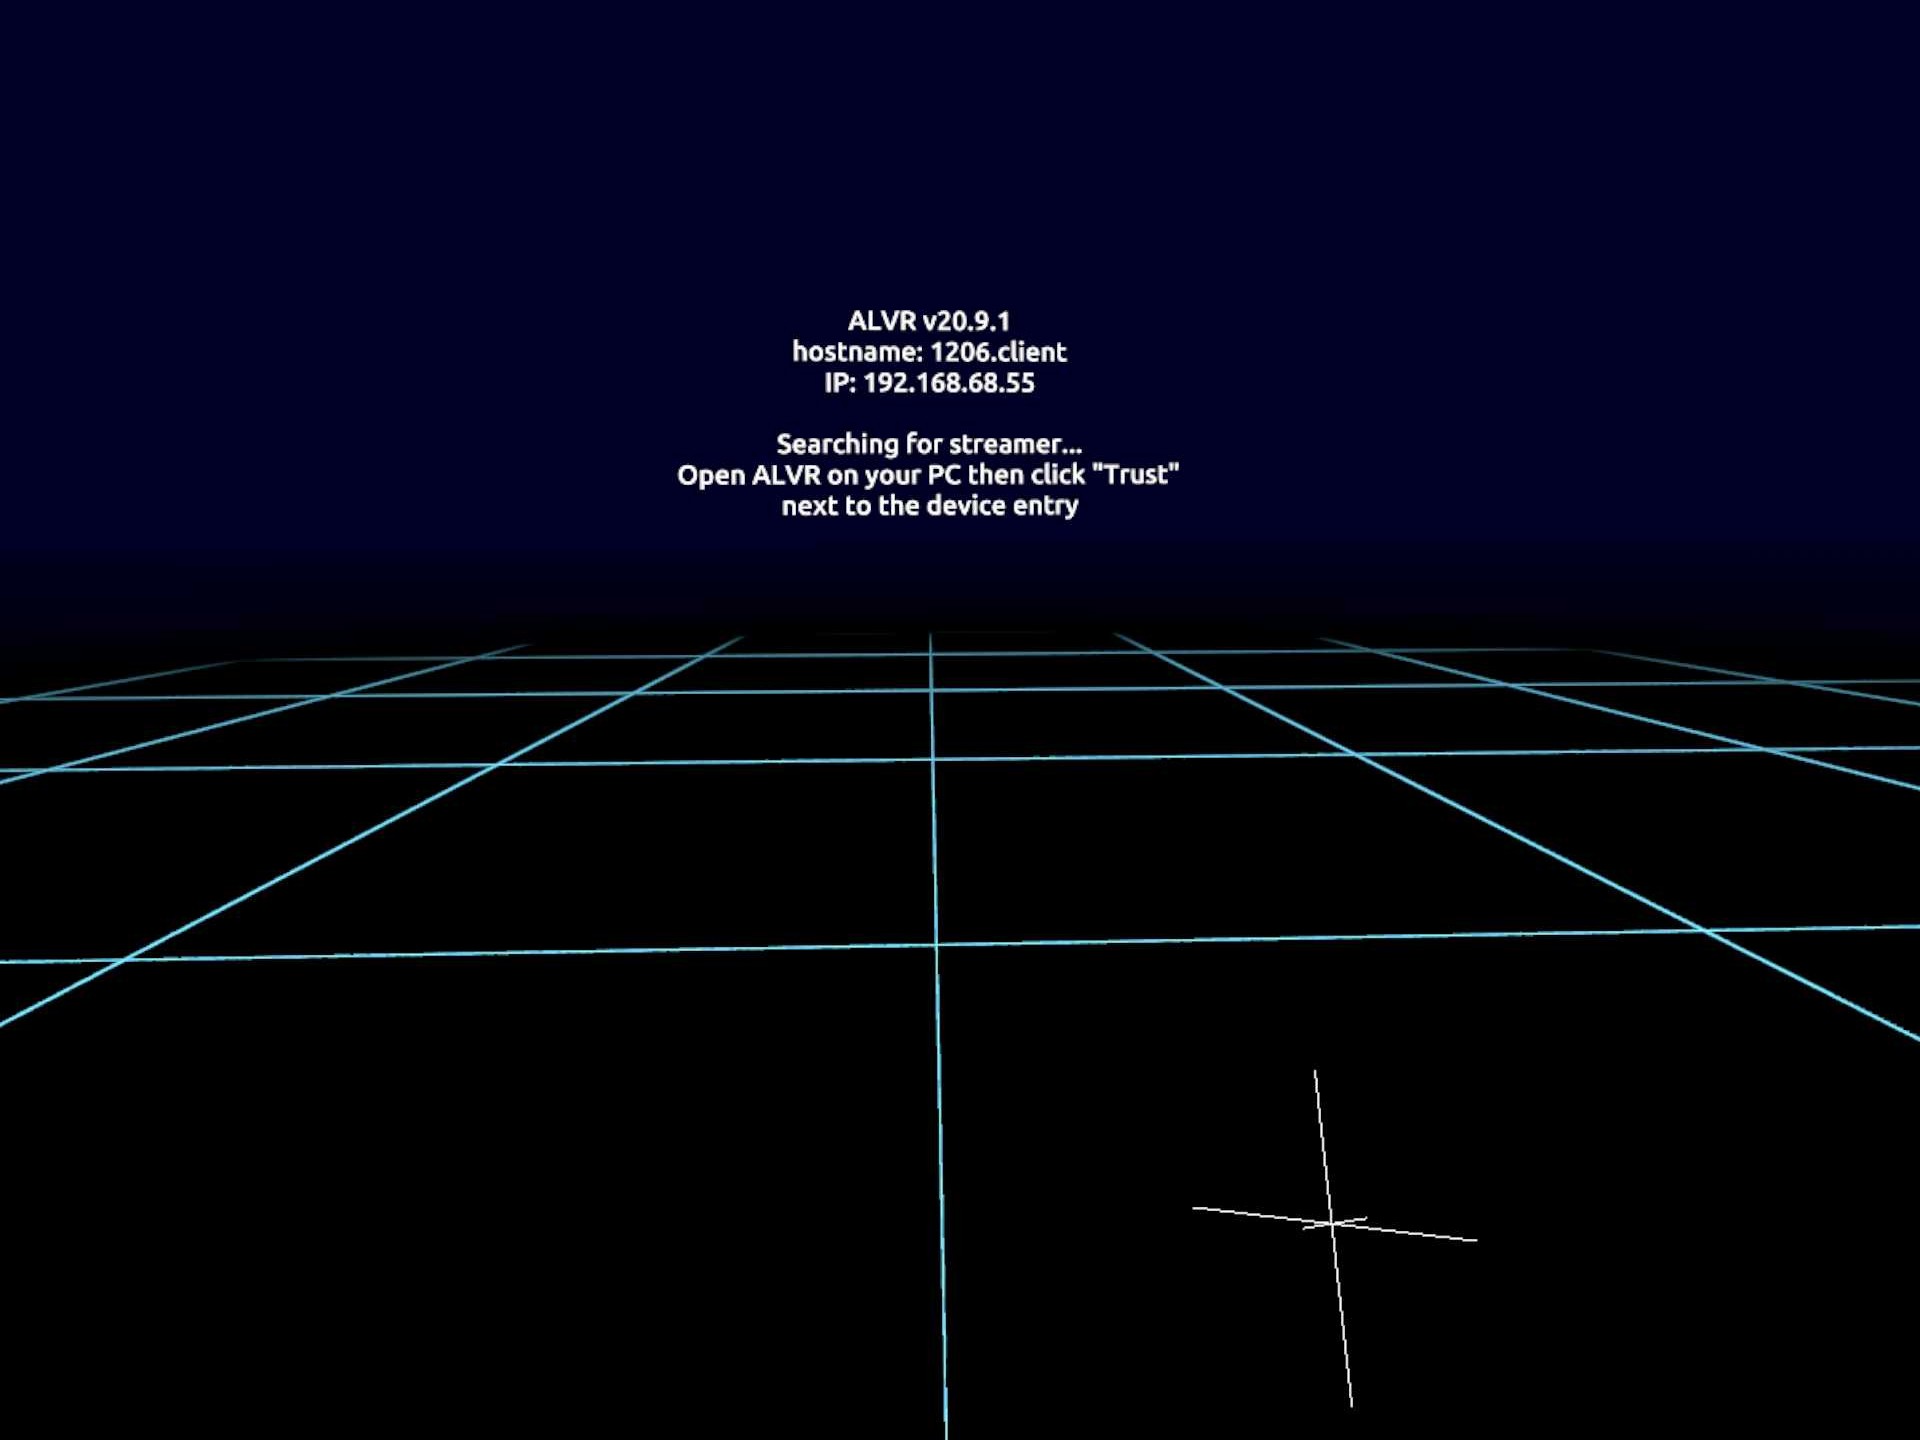 ALVR v20.9.1
hostname: 1206.client
IP: 192.168.68.55
Searching for streamer...
Open ALVR on your PC then click "Trust"
next to the device entry